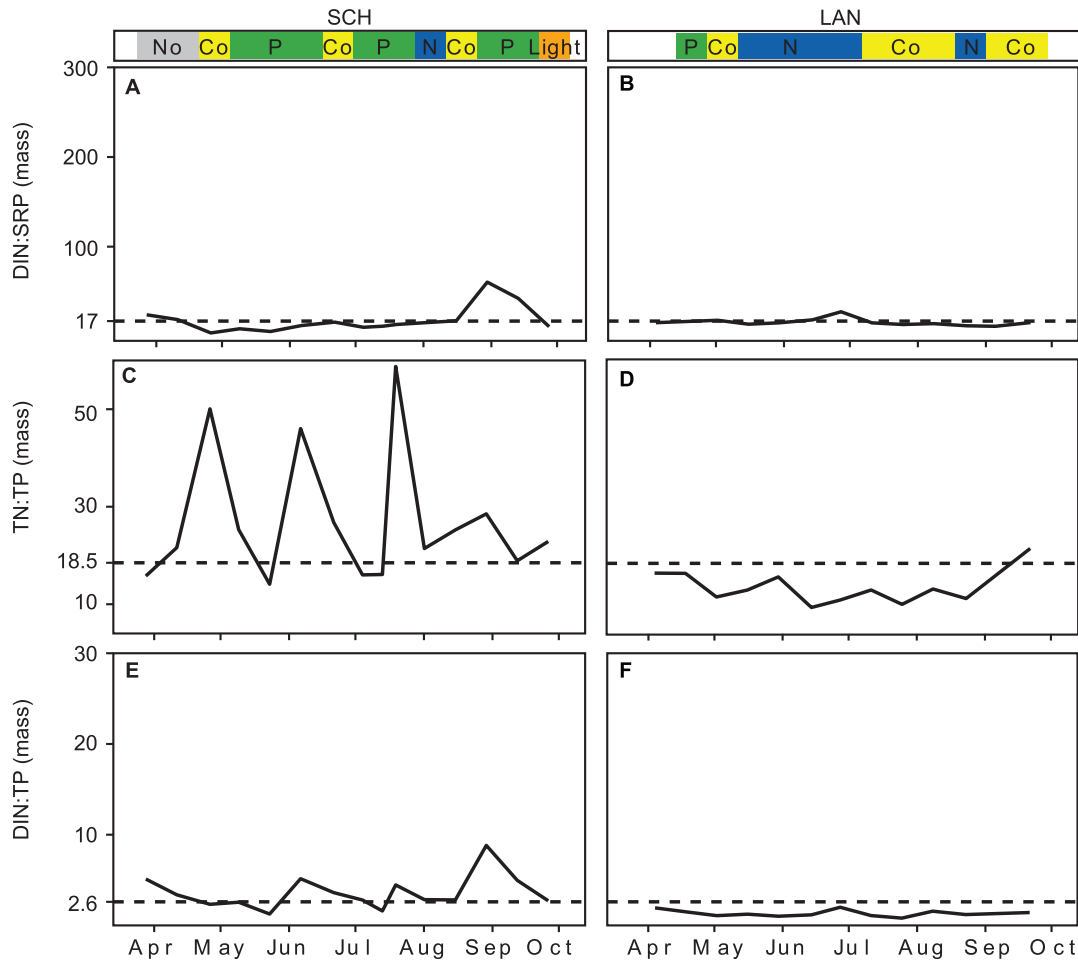 SCH LAN
No Co P Co P N Co P Light P Co N Co N Co
A B
300
200
100
17
DIN:SRP (mass)
C D
50
30
18.5
10
TN:TP (mass)
E F
30
20
10
2.6
DIN:TP (mass)
Apr May Jun Jul Aug Sep Oct Apr May Jun Jul Aug Sep Oct